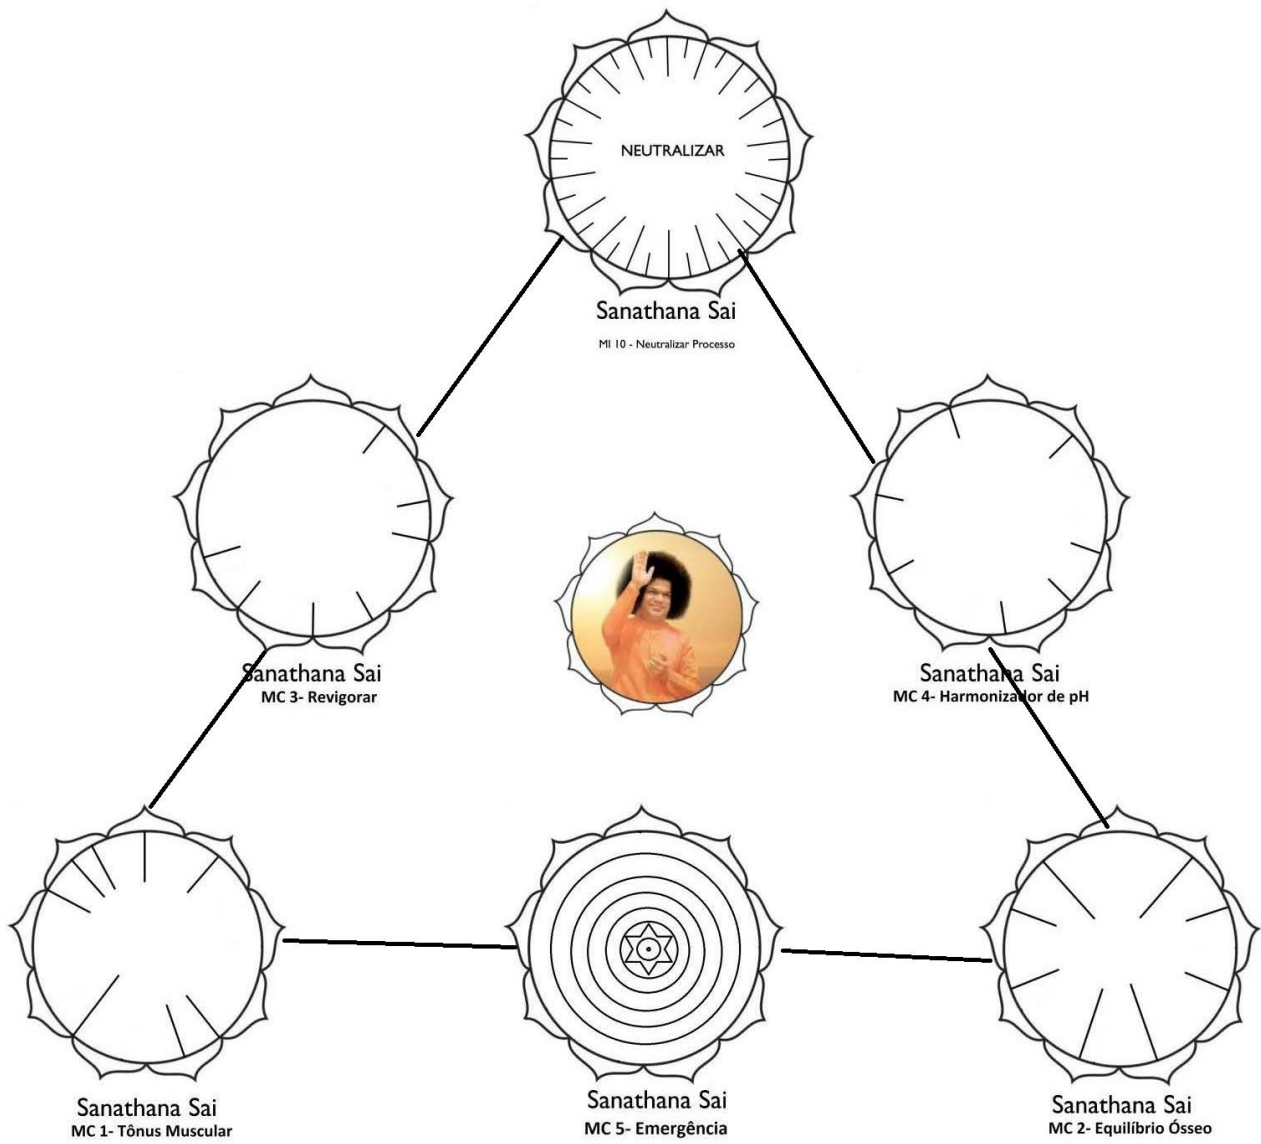 NEUTRALIZAR
Sanathana Sai
MI 10 - Neutralizar Processo
Sanathana Sai
MC 3- Revigorar
Sanathana Sai
MC 4- Harmonizador de pH
Sanathana Sai
MC 1- Tônus Muscular
Sanathana Sai
MC 5- Emergência
Sanathana Sai
MC 2- Equilíbrio Ósseo